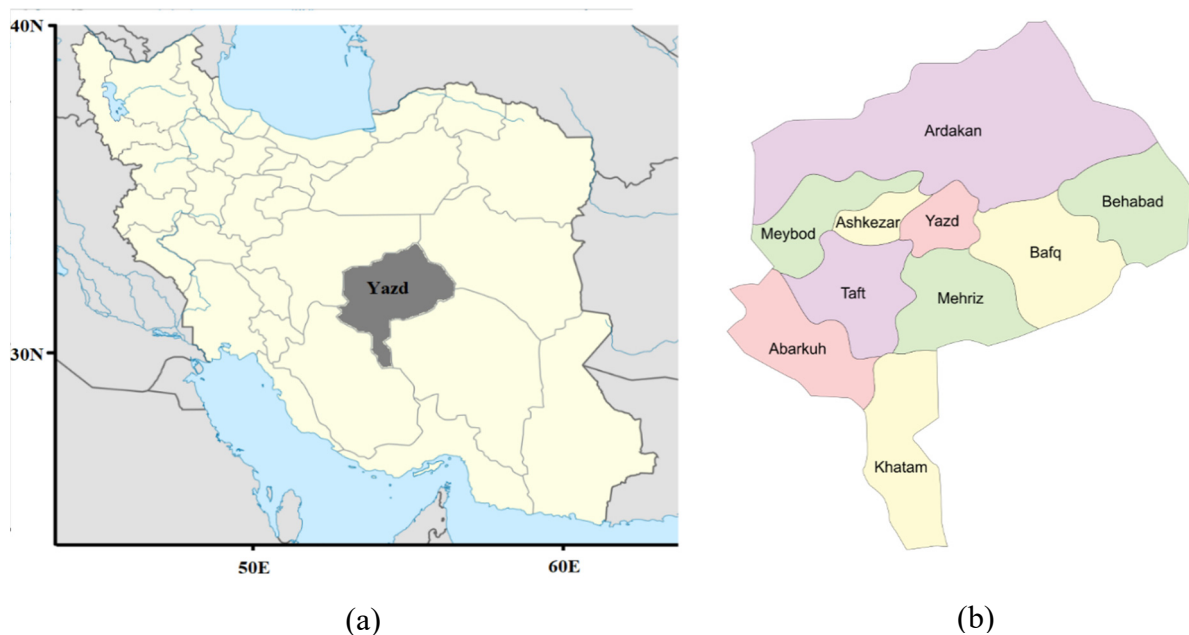 40N
30N
50E
60E
Yazd
(a)
Ardakan
Behabad
Ashkezar
Yazd
Meybod
Bafq
Taft
Mehriz
Abarkuh
Khatam
(b)